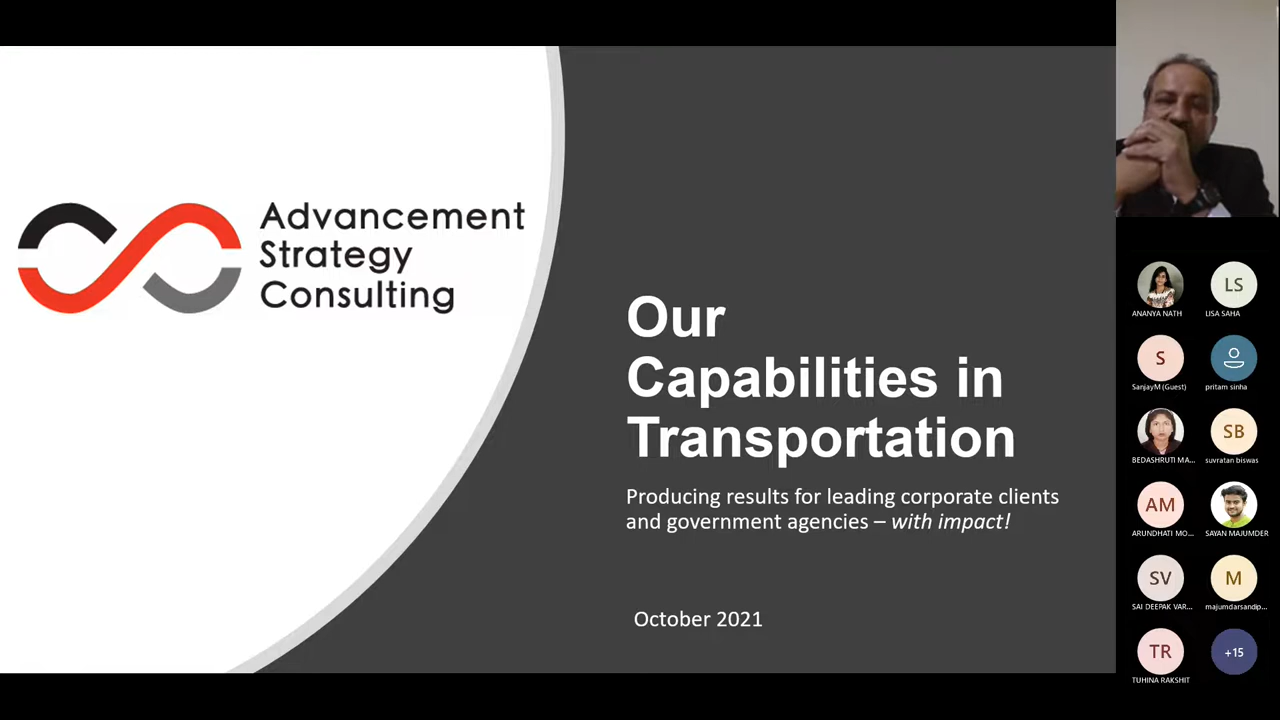 Advancement
Strategy
Consulting
Our
Capabilities in
Transportation
Producing results for leading corporate clients
and government agencies – with impact!
October 2021
ANANYA NATH
LS
LISA SAHA
S
SanjayM (Guest)
pritam sinha
BEDASHRUTI MA...
SB
suvratan biswas
AM
ARUNDHATI MO...
SAYAN MAJUMDER
SV
SAI DEEPAK VAR...
M
majumdarsandip...
TR
TUHINA RAKSHIT
+15